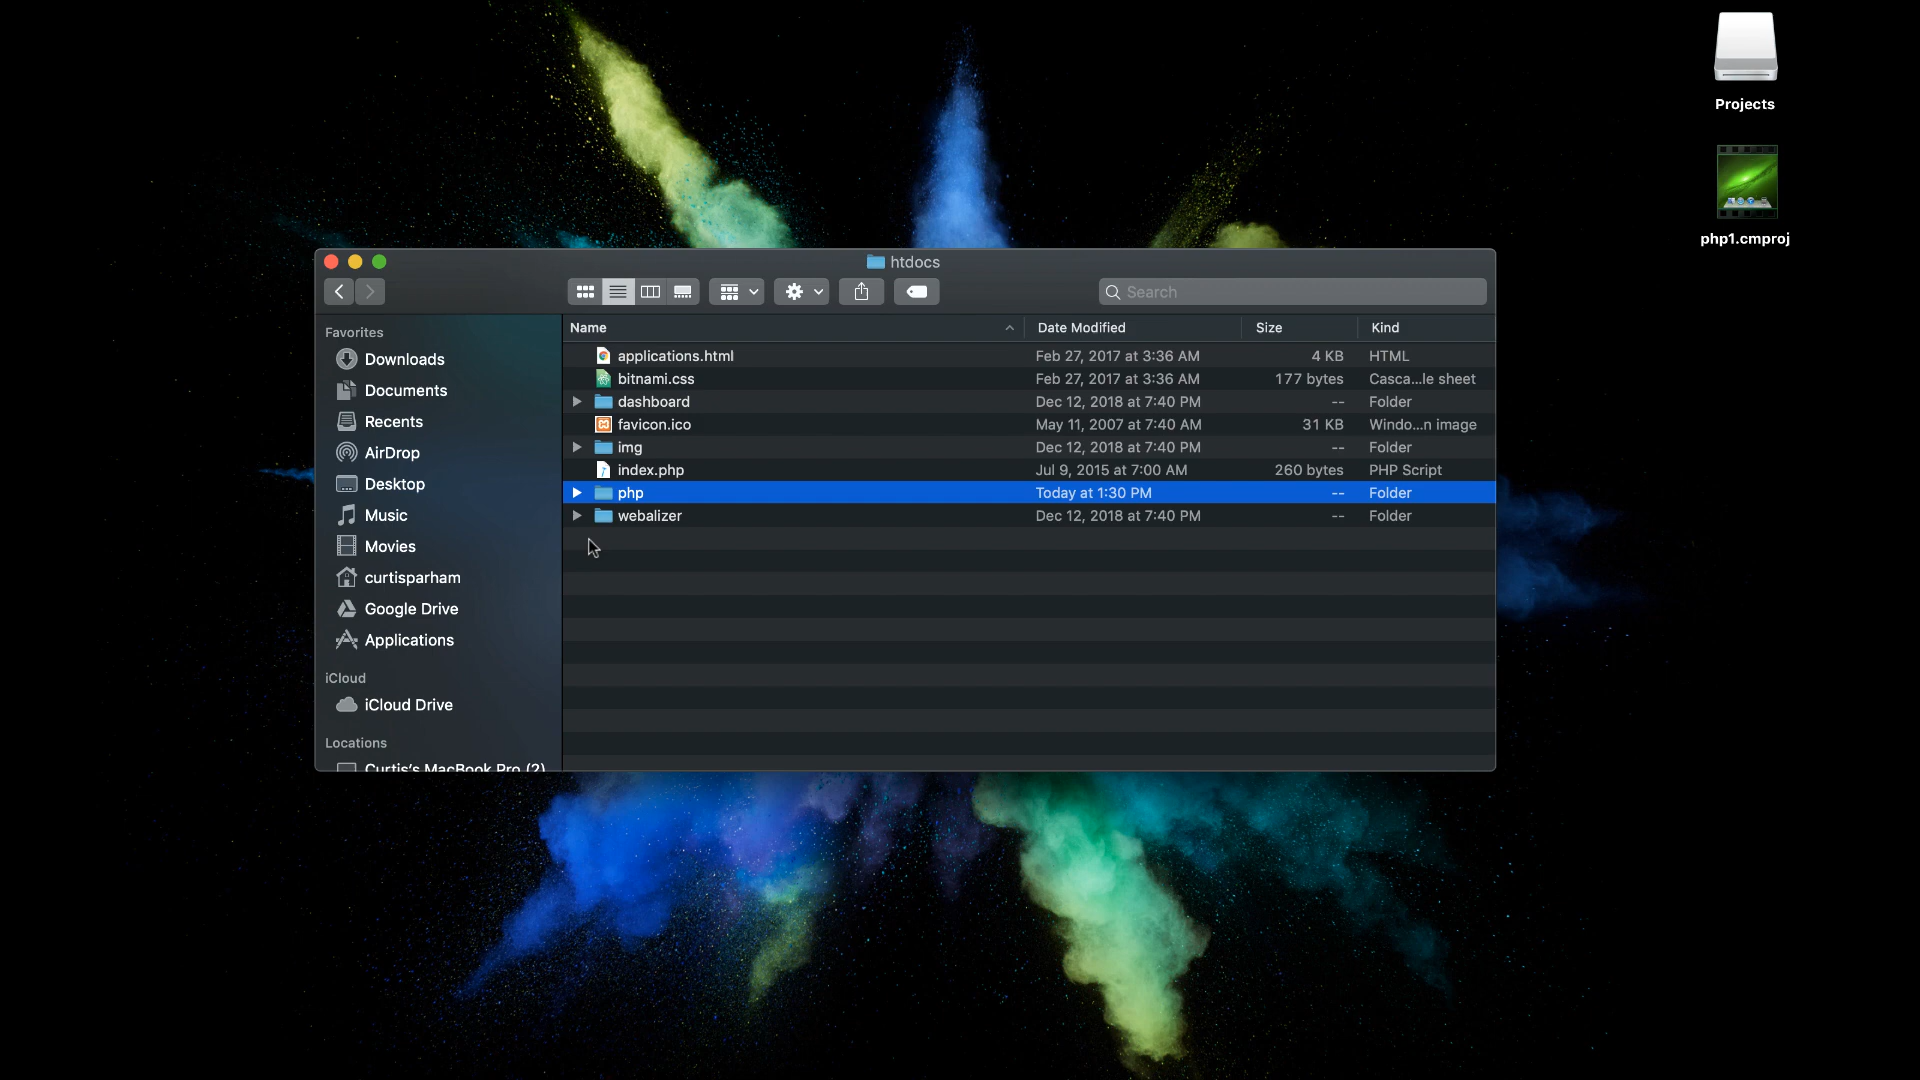 Projects
php1.cmproj
htdocs
Search
Favorites
Downloads
Documents
Recents
AirDrop
Desktop
Music
Movies
curtisparham
Google Drive
Applications
iCloud
iCloud Drive
Locations
Curtis's MacBook Pro (2)
Name Date Modified Size Kind
applications.html Feb 27, 2017 at 3:36 AM 4 KB HTML
bitnami.css Feb 27, 2017 at 3:36 AM 177 bytes Casca...le sheet
dashboard Dec 12, 2018 at 7:40 PM -- Folder
favicon.ico May 11, 2007 at 7:40 AM 31 KB Windo...n image
img Dec 12, 2018 at 7:40 PM -- Folder
index.php Jul 9, 2015 at 7:00 AM 260 bytes PHP Script
php Today at 1:30 PM -- Folder
webalizer Dec 12, 2018 at 7:40 PM -- Folder